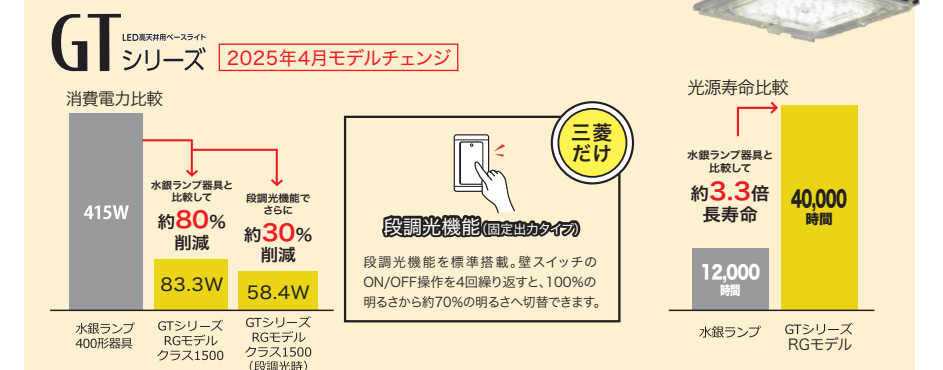 GT
LED高天井用ベースライト
シリーズ
2025年4月モデルチェンジ
消費電力比較
415W
水銀ランプ器具と
比較して
約80%
削減
83.3W
段調光機能で
さらに
約30%
削減
58.4W
水銀ランプ
400形器具
GTシリーズ
RGモデル
クラス1500
GTシリーズ
RGモデル
クラス1500
(段調光時)
三菱
だけ
段調光機能(固定出力タイプ)
段調光機能を標準搭載。壁スイッチの
ON/OFF操作を4回繰り返すと、100%の
明るさから約70%の明るさへ切替できます。
光源寿命比較
水銀ランプ器具と
比較して
約3.3倍
長寿命
12,000
時間
40,000
時間
水銀ランプ
GTシリーズ
RGモデル